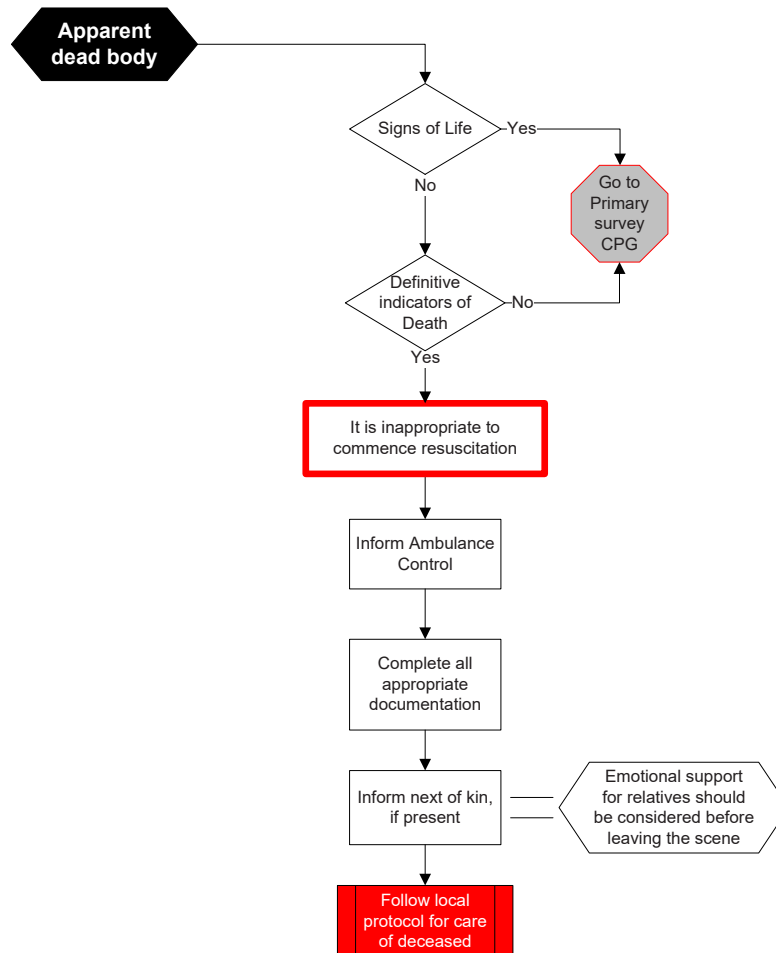 Apparent
dead body
Signs of Life
Yes
No
Go to
Primary
survey
CPG
Definitive
indicators of
Death
No
Yes
It is inappropriate to
commence resuscitation
Inform Ambulance
Control
Complete all
appropriate
documentation
Inform next of kin,
if present
Emotional support
for relatives should
be considered before
leaving the scene
Follow local
protocol for care
of deceased